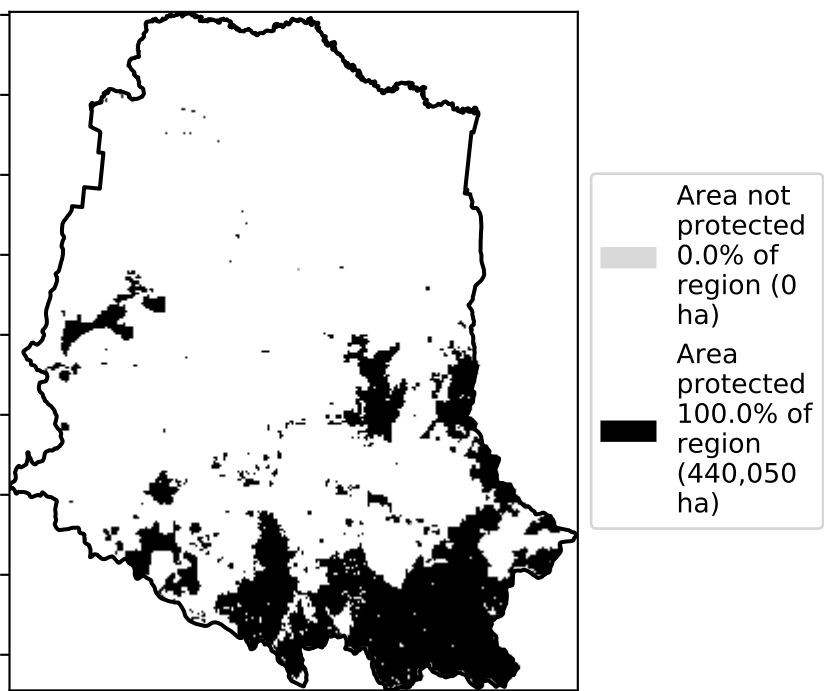 Area not
protected
0.0% of
region (0
ha)
Area
protected
100.0% of
region
(440,050
ha)